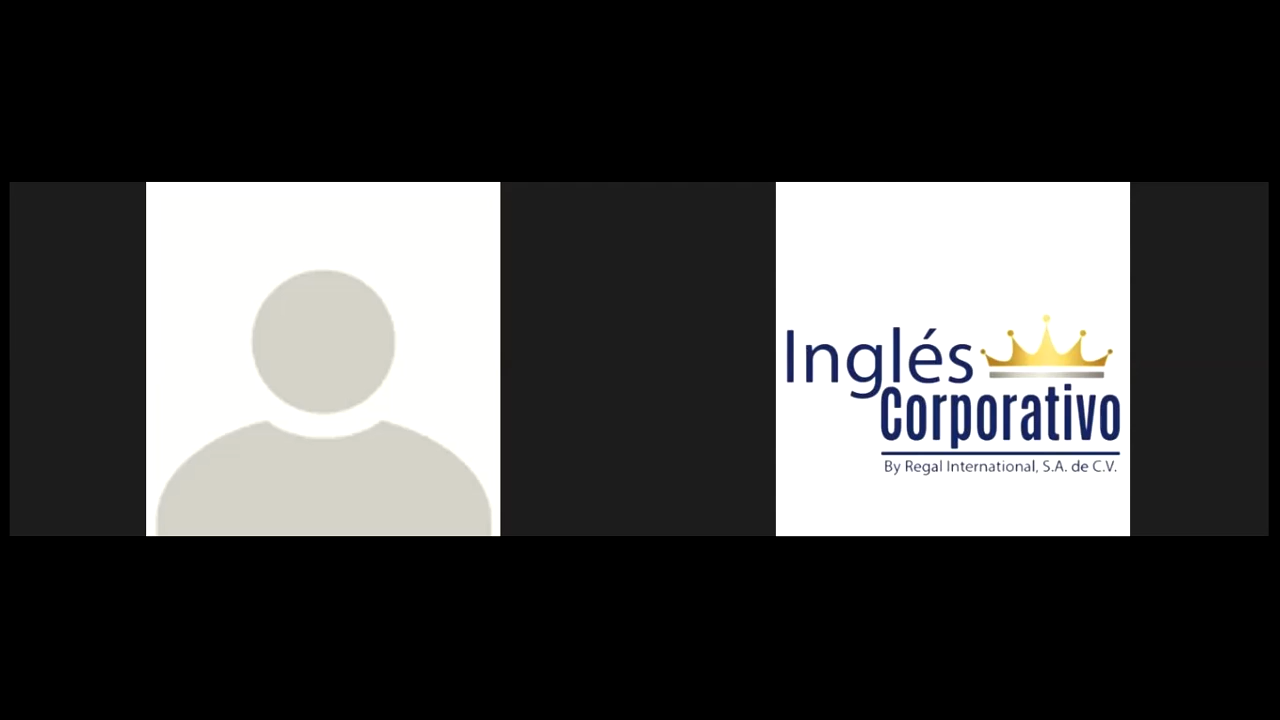 Inglés
Corporativo
By Regal International, S.A. de C.V.